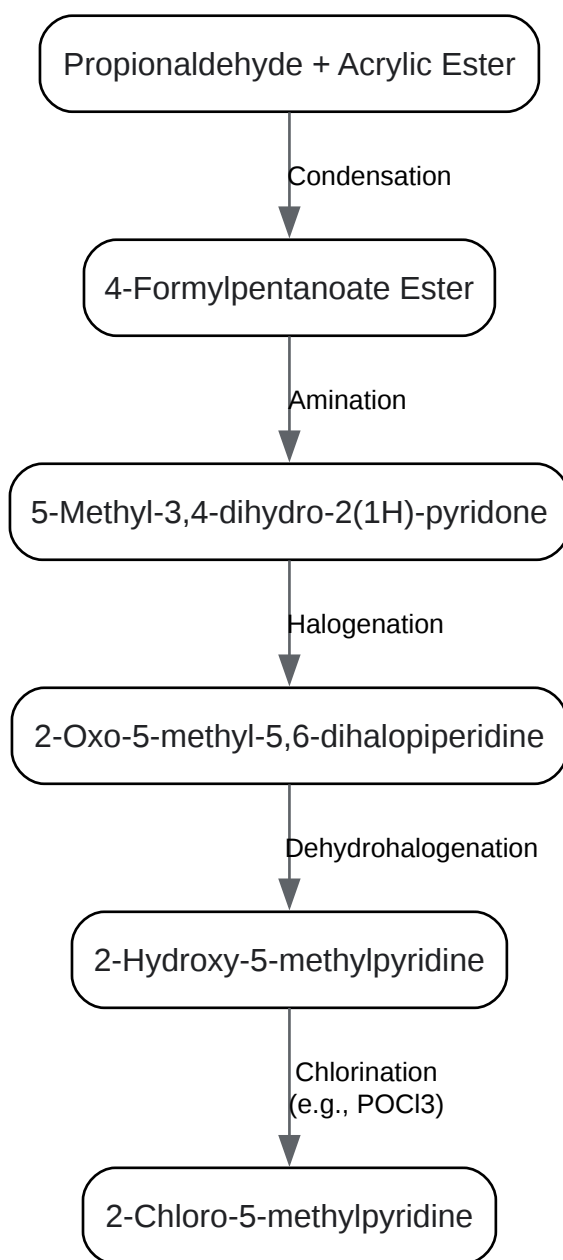 Propionaldehyde + Acrylic Ester
Condensation
4-Formylpentanoate Ester
Amination
5-Methyl-3,4-dihydro-2(1H)-pyridone
Halogenation
2-Oxo-5-methyl-5,6-dihalopiperidine
Dehydrohalogenation
2-Hydroxy-5-methylpyridine
Chlorination
(e.g., POCl3)
2-Chloro-5-methylpyridine